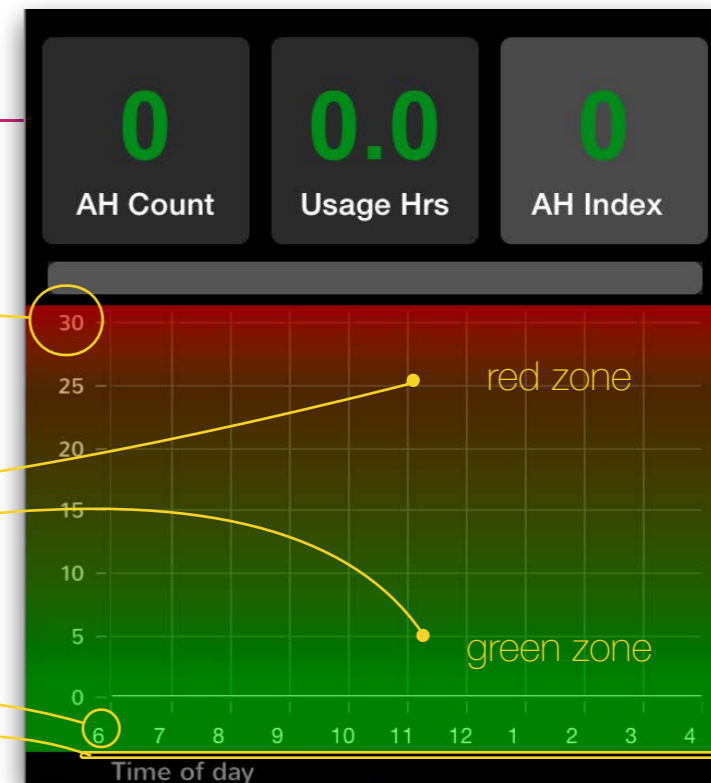 0 0.0 0
AH Count Usage Hrs AH Index
30
25 red zone
20
15
10
5 green zone
0
6 7 8 9 10 11 12 1 2 3 4
Time of day